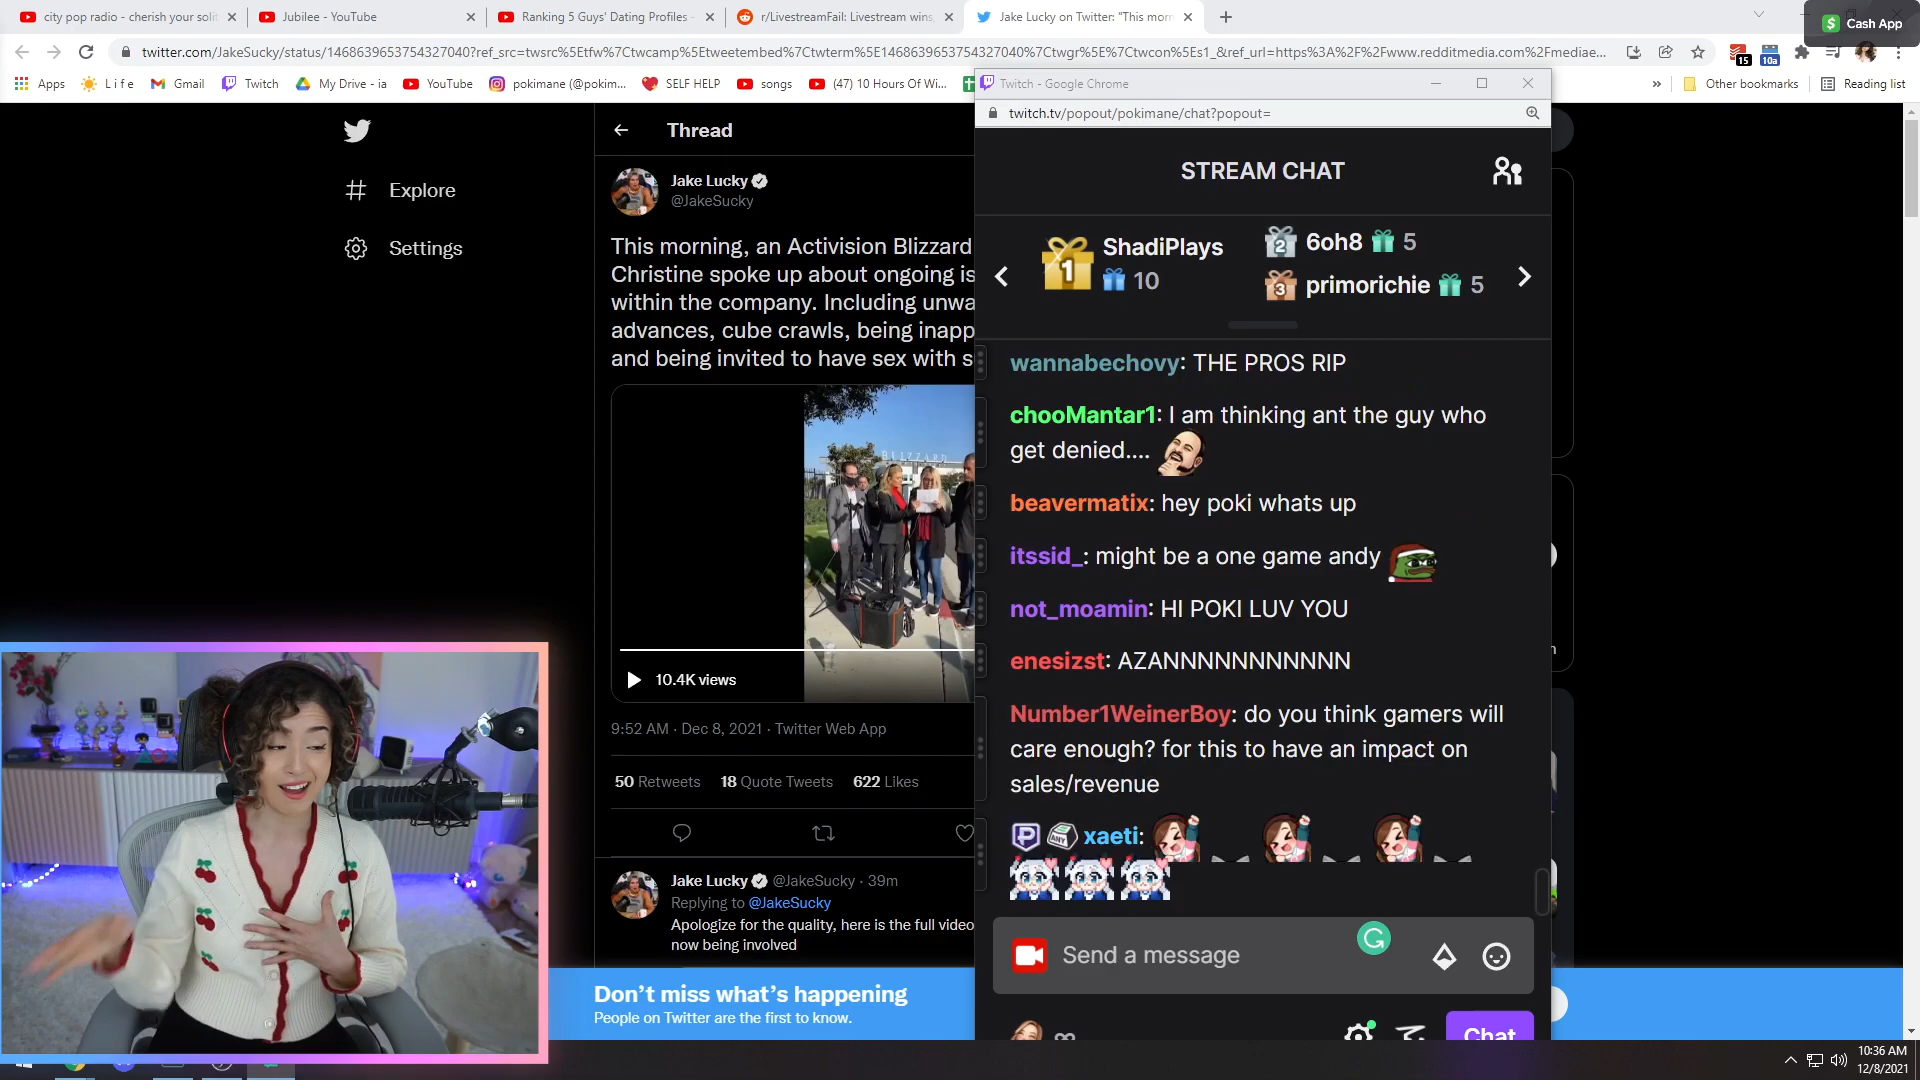 city pop radio - cherish your solit
Jubilee - YouTube
Ranking 5 Guys' Dating Profiles -
r/LivestreamFail: Livestream wins,
Jake Lucky on Twitter: "This morn
Cash App
twitter.com/JakeSucky/status/1468639653754327040?ref_src=twsrc%5Etfw%7Ctwcamp%5Etweetembed%7Ctwterm%5E1468639653754327040%7Ctwgr%5E%7Ctwcon%5Es1_&ref_url=https%3A%2F%2Fwww.redditmedia.com%2Fmediae...
15
10a
Apps
L i f e
Gmail
Twitch
My Drive - ia
YouTube
pokimane (@pokim...
SELF HELP
songs
(47) 10 Hours Of Wi...
»
Other bookmarks
Reading list
Twitch - Google Chrome
twitch.tv/popout/pokimane/chat?popout=
Explore
Settings
Thread
Jake Lucky
@JakeSucky
This morning, an Activision Blizzard
Christine spoke up about ongoing is
within the company. Including unwa
advances, cube crawls, being inapp
and being invited to have sex with s
BLIZZARD
10.4K views
9:52 AM · Dec 8, 2021 · Twitter Web App
50 Retweets 18 Quote Tweets 622 Likes
Jake Lucky @JakeSucky · 39m
Replying to @JakeSucky
Apologize for the quality, here is the full video
now being involved
Don't miss what's happening
People on Twitter are the first to know.
STREAM CHAT
1
ShadiPlays
10
2
6oh8 5
3
primorichie 5
wannabechovy: THE PROS RIP
chooMantar1: I am thinking ant the guy who
get denied....
beavermatix: hey poki whats up
itssid_: might be a one game andy
not_moamin: HI POKI LUV YOU
enesizst: AZANNNNNNNNNNN
Number1WeinerBoy: do you think gamers will
care enough? for this to have an impact on
sales/revenue
xaeti:
Send a message
Chat
n
10:36 AM
12/8/2021